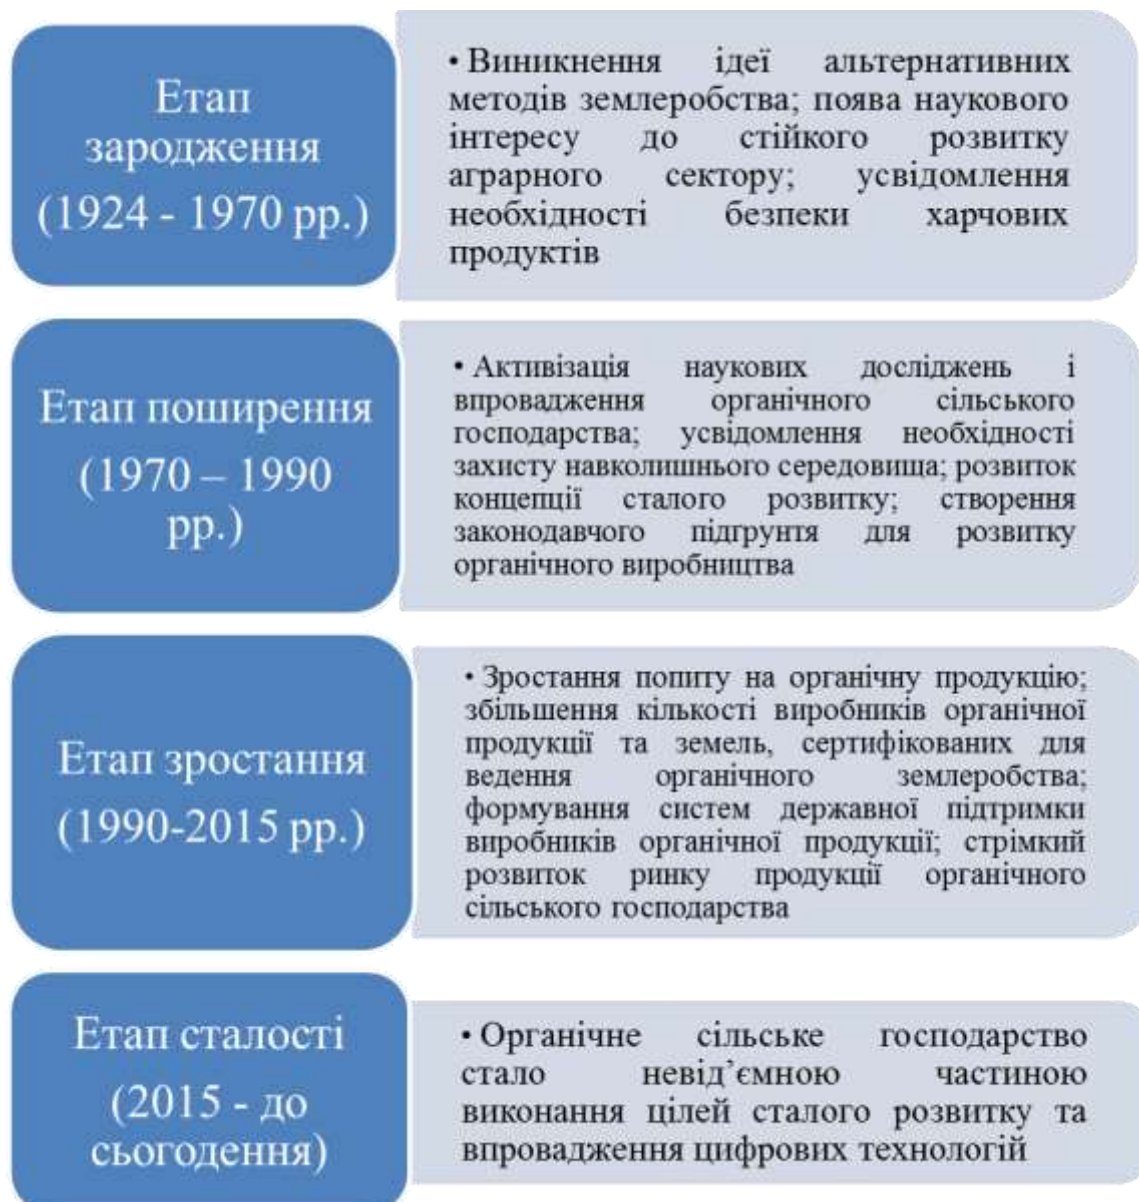 Етап
зародження
(1924 - 1970 рр.)
• Виникнення ідеї альтернативних
методів землеробства; поява наукового
інтересу до стійкого розвитку
аграрного сектору; усвідомлення
необхідності безпеки харчових
продуктів
Етап поширення
(1970 – 1990
рр.)
• Активізація наукових досліджень і
впровадження органічного сільського
господарства; усвідомлення необхідності
захисту навколишнього середовища; розвиток
концепції сталого розвитку; створення
законодавчого підґрунтя для розвитку
органічного виробництва
Етап зростання
(1990-2015 рр.)
• Зростання попиту на органічну продукцію;
збільшення кількості виробників органічної
продукції та земель, сертифікованих для
ведення органічного землеробства;
формування систем державної підтримки
виробників органічної продукції; стрімкий
розвиток ринку продукції органічного
сільського господарства
Етап сталості
(2015 - до
сьогодення)
• Органічне сільське господарство
стало невід’ємною частиною
виконання цілей сталого розвитку та
впровадження цифрових технологій